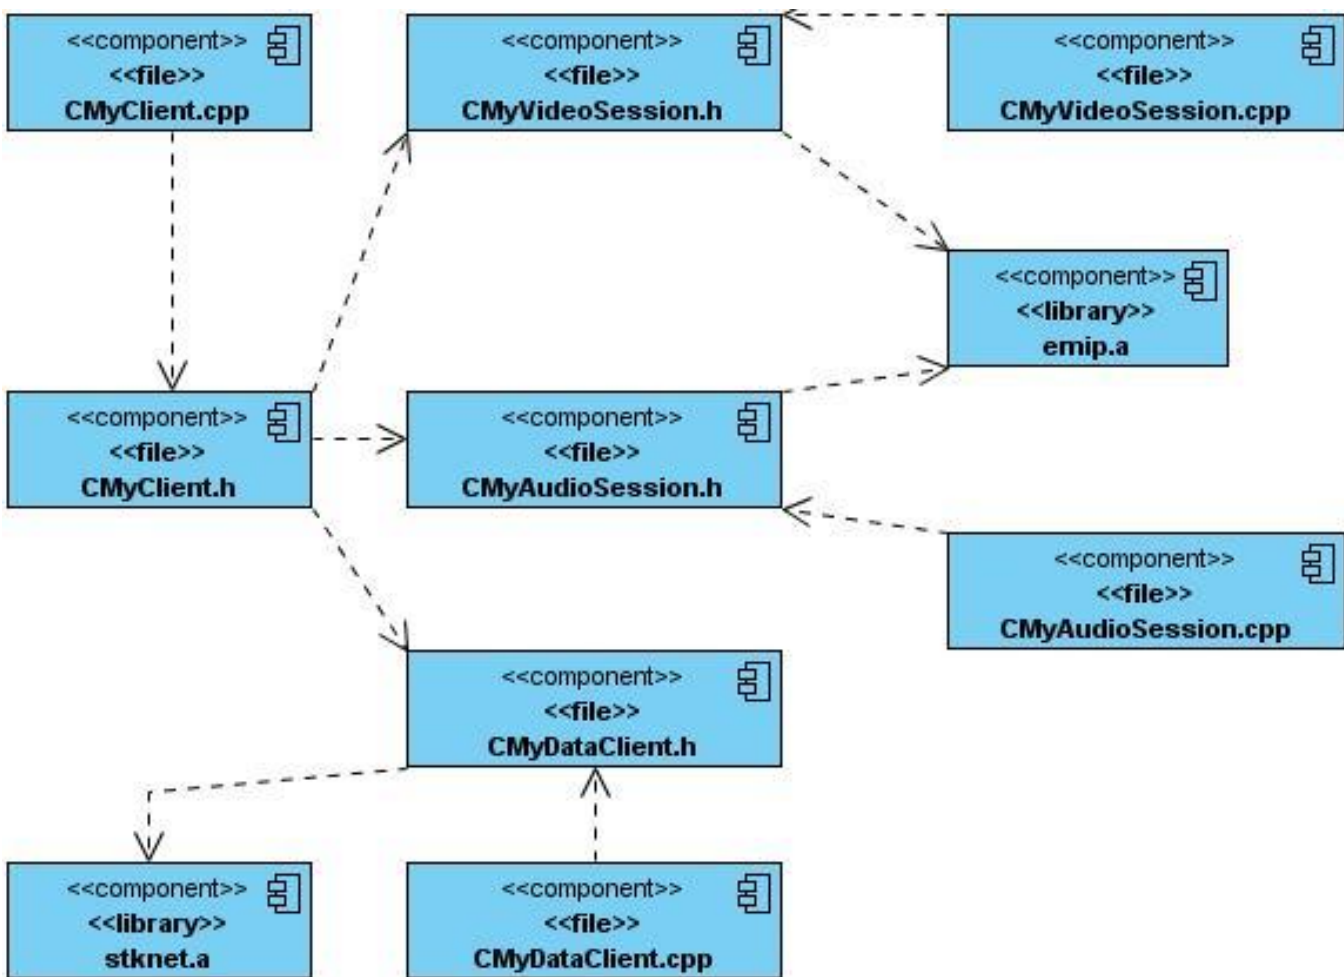 <<component>>
<<file>>
CMyClient.cpp
<<component>>
<<file>>
CMyVideoSession.h
<<component>>
<<file>>
CMyVideoSession.cpp
<<component>>
<<library>>
emip.a
<<component>>
<<file>>
CMyClient.h
<<component>>
<<file>>
CMyAudioSession.h
<<component>>
<<file>>
CMyAudioSession.cpp
<<component>>
<<file>>
CMyDataClient.h
<<component>>
<<library>>
stknet.a
<<component>>
<<file>>
CMyDataClient.cpp